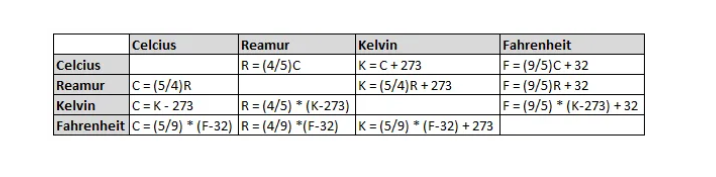 Celcius Reamur Kelvin Fahrenheit
Celcius R = (4/5)C K = C + 273 F = (9/5)C + 32
Reamur C = (5/4)R K = (5/4)R + 273 F = (9/5)R + 32
Kelvin C = K - 273 R = (4/5) * (K-273) F = (9/5) * (K-273) + 32
Fahrenheit C = (5/9) * (F-32) R = (4/9) *(F-32) K = (5/9) * (F-32) + 273